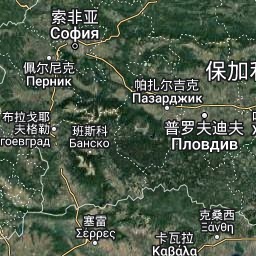 索非亚
София
佩尔尼克
Перник
保加利
帕扎尔吉克
Пазарджик
布拉戈耶
夫格勒
гоевград
班斯科
Банско
普罗夫迪夫
Пловдив
塞雷
Σέρρες
克桑西
Ξάνθη
卡瓦拉
Καβάλα